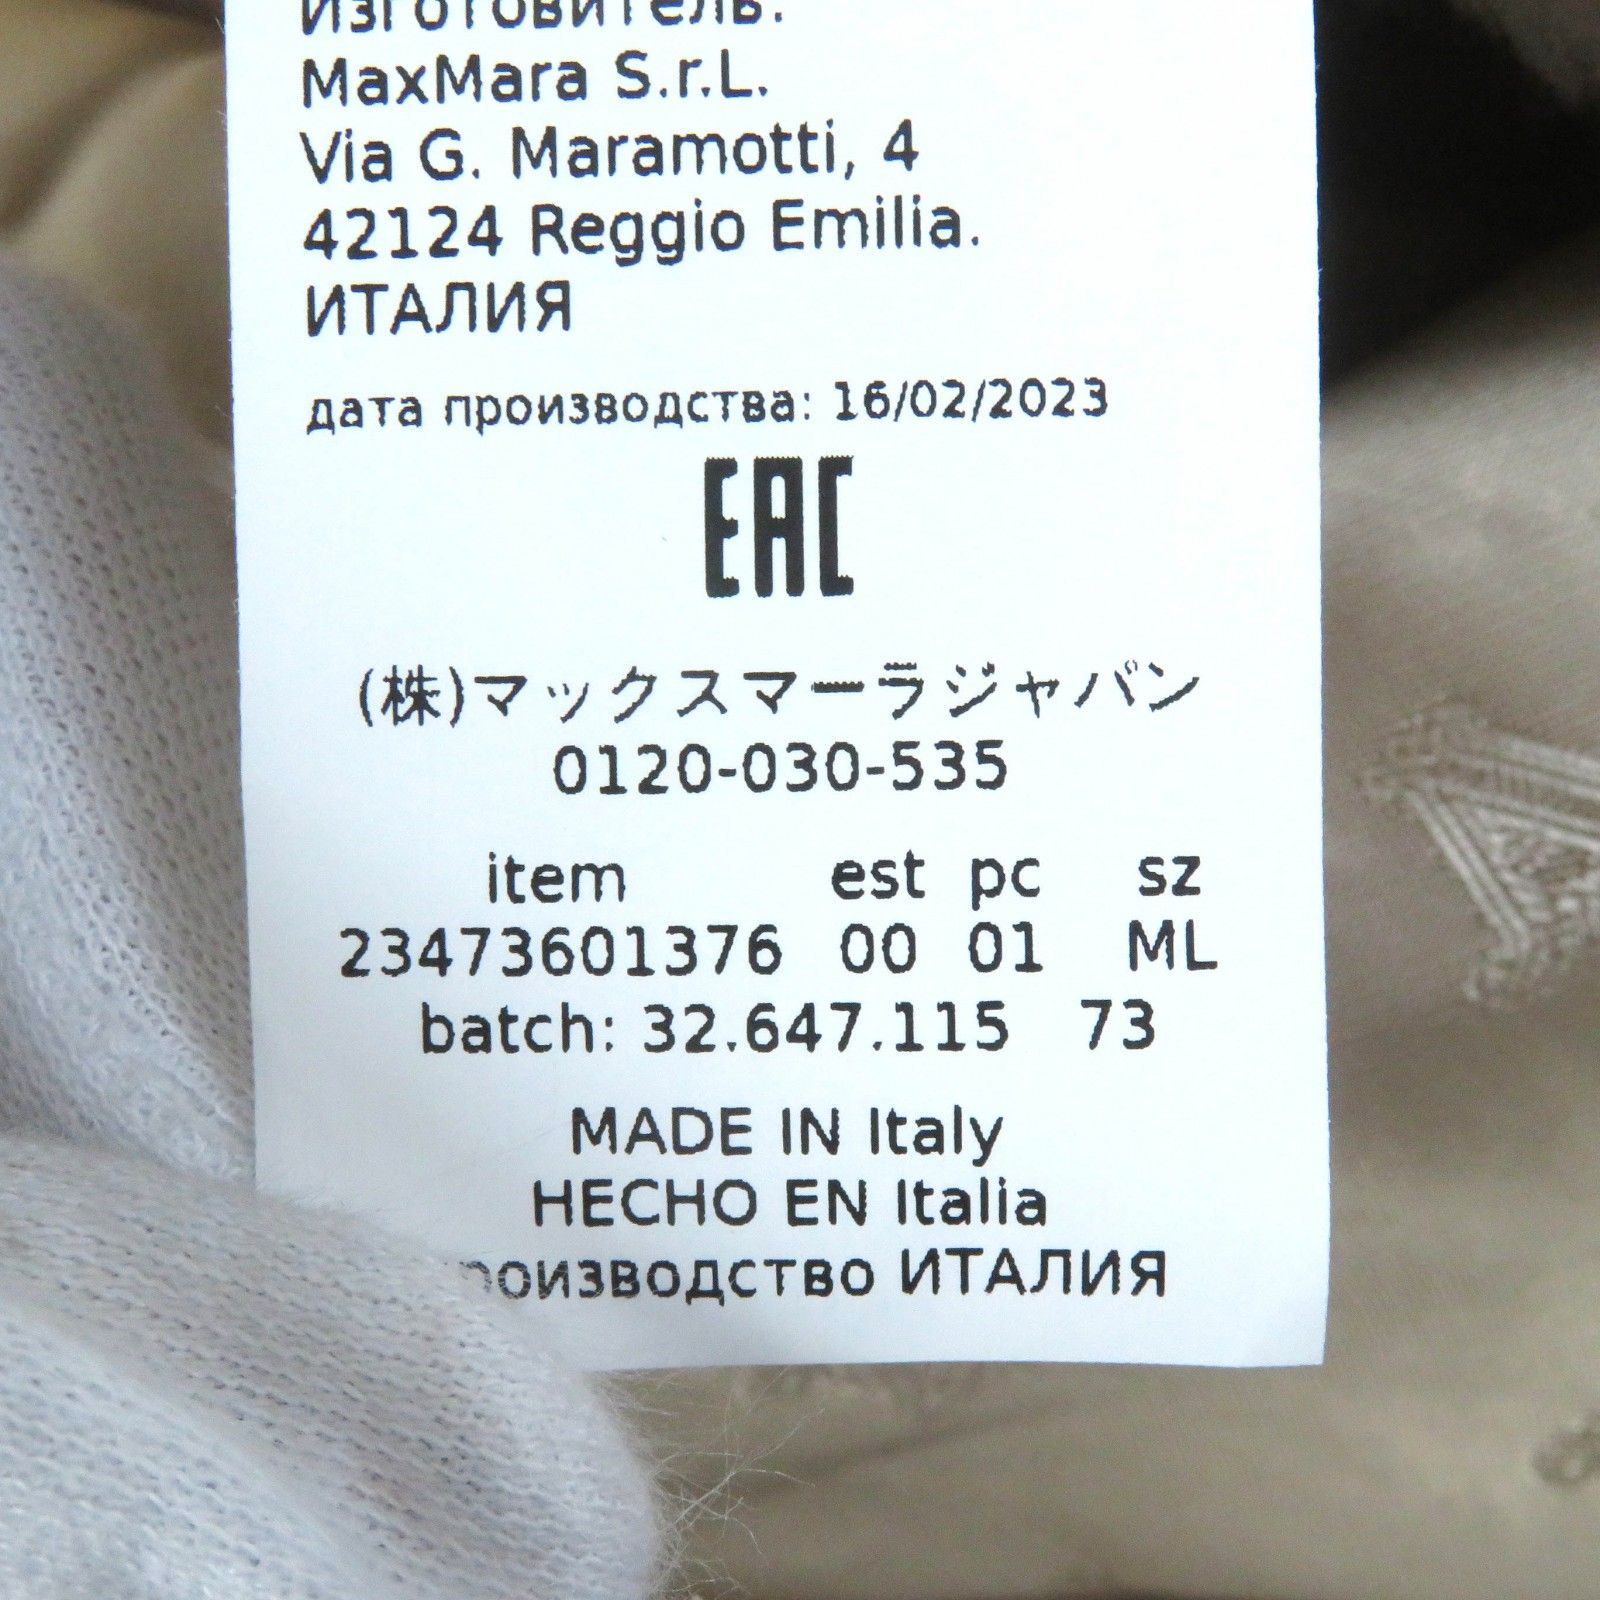 Изготовитель:
MaxMara S.r.L.
Via G. Maramotti, 4
42124 Reggio Emilia.
ИТАЛИЯ
дата производства: 16/02/2023
EAC
(株)マックスマーラジャパン
0120-030-535
item est pc sz
23473601376 00 01 ML
batch: 32.647.115 73
MADE IN Italy
HECHO EN Italia
роизводство ИТАЛИЯ